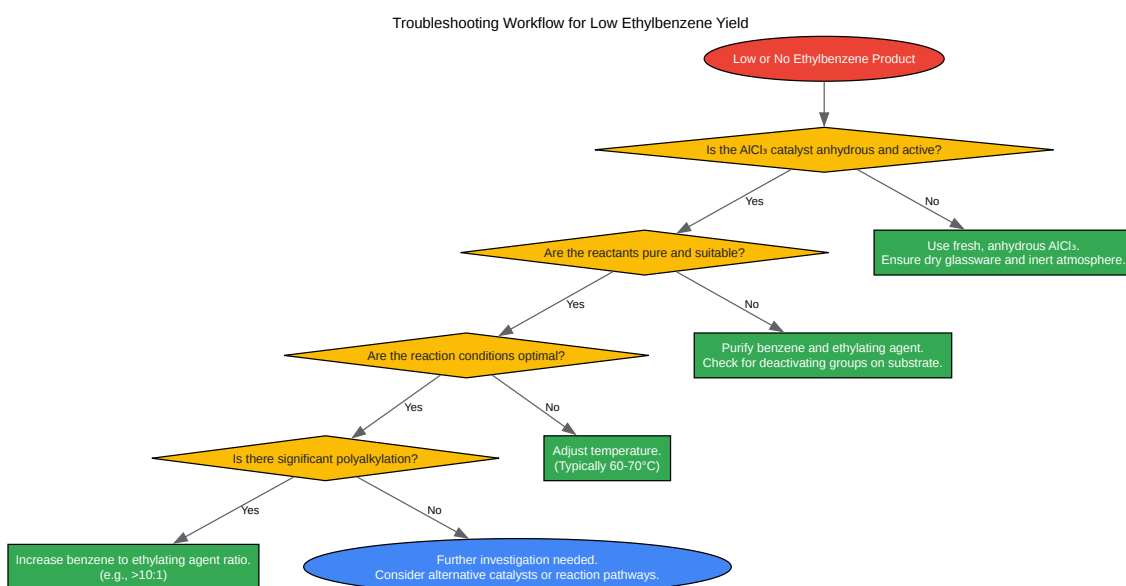 Troubleshooting Workflow for Low Ethylbenzene Yield
Low or No Ethylbenzene Product
Is the AlCl₃ catalyst anhydrous and active?
Yes
No
Are the reactants pure and suitable?
Use fresh, anhydrous AlCl₃.
Ensure dry glassware and inert atmosphere.
Yes
No
Are the reaction conditions optimal?
Purify benzene and ethylating agent.
Check for deactivating groups on substrate.
Yes
No
Is there significant polyalkylation?
Adjust temperature.
(Typically 60-70°C)
Yes
No
Increase benzene to ethylating agent ratio.
(e.g., >10:1)
Further investigation needed.
Consider alternative catalysts or reaction pathways.